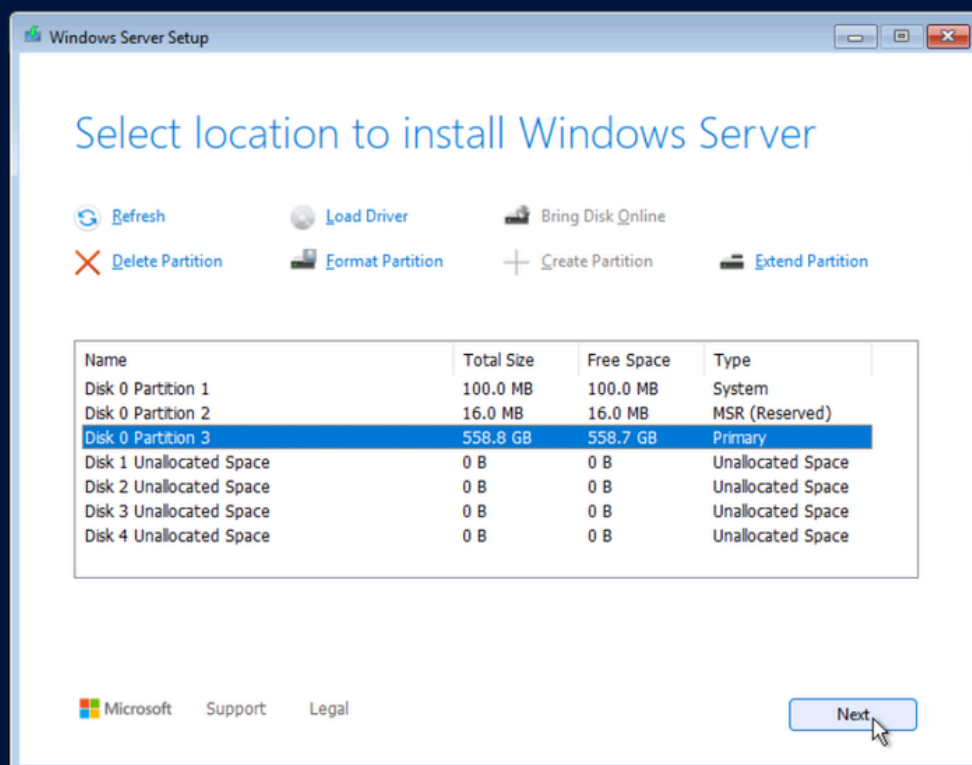 Windows Server Setup
Select location to install Windows Server
Refresh Load Driver Bring Disk Online
Delete Partition Format Partition Create Partition Extend Partition
Name Total Size Free Space Type
Disk 0 Partition 1 100.0 MB 100.0 MB System
Disk 0 Partition 2 16.0 MB 16.0 MB MSR (Reserved)
Disk 0 Partition 3 558.8 GB 558.7 GB Primary
Disk 1 Unallocated Space 0 B 0 B Unallocated Space
Disk 2 Unallocated Space 0 B 0 B Unallocated Space
Disk 3 Unallocated Space 0 B 0 B Unallocated Space
Disk 4 Unallocated Space 0 B 0 B Unallocated Space
Microsoft Support Legal Next